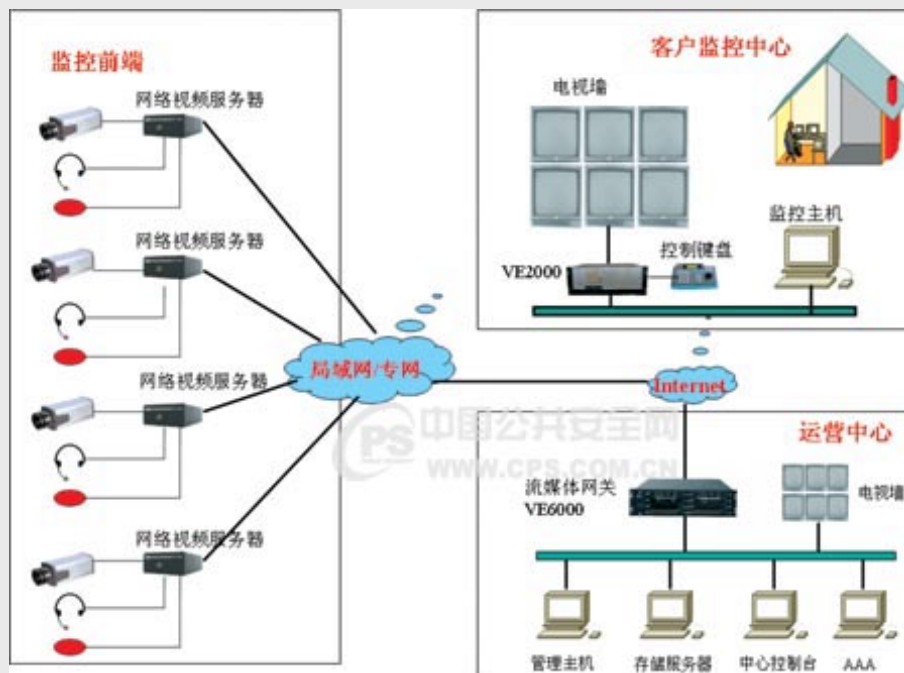 监控前端
网络视频服务器
网络视频服务器
网络视频服务器
网络视频服务器
局域网/专网
客户监控中心
电视墙
监控主机
控制键盘
VE2000
Internet
CPS 中国公共安全网
WWW.CPS.COM.CN
运营中心
流媒体网关
VE6000
电视墙
管理主机
存储服务器
中心控制台
AAA